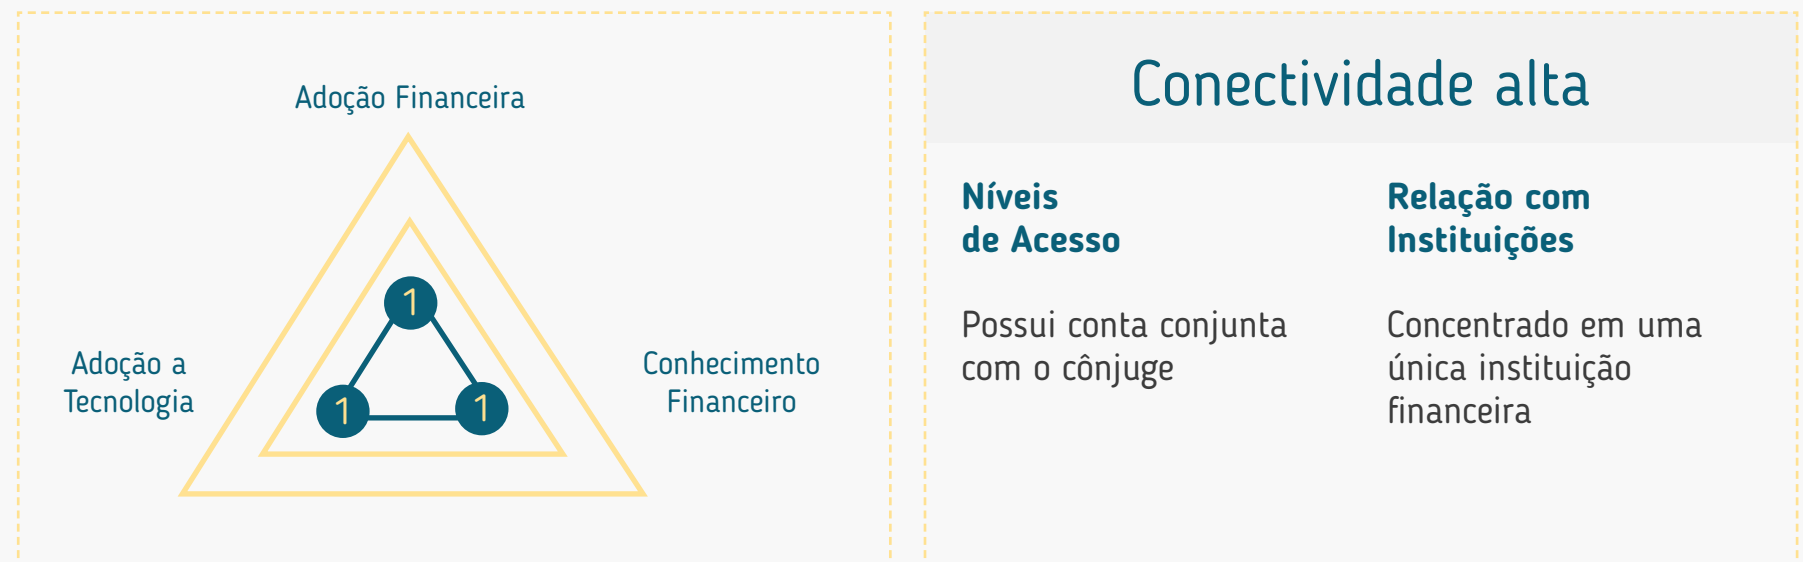 Adoção Financeira
1
1
1
Adoção a
Tecnologia
Conhecimento
Financeiro
Conectividade alta
Níveis
de Acesso
Possui conta conjunta
com o cônjuge
Relação com
Instituições
Concentrado em uma
única instituição
financeira